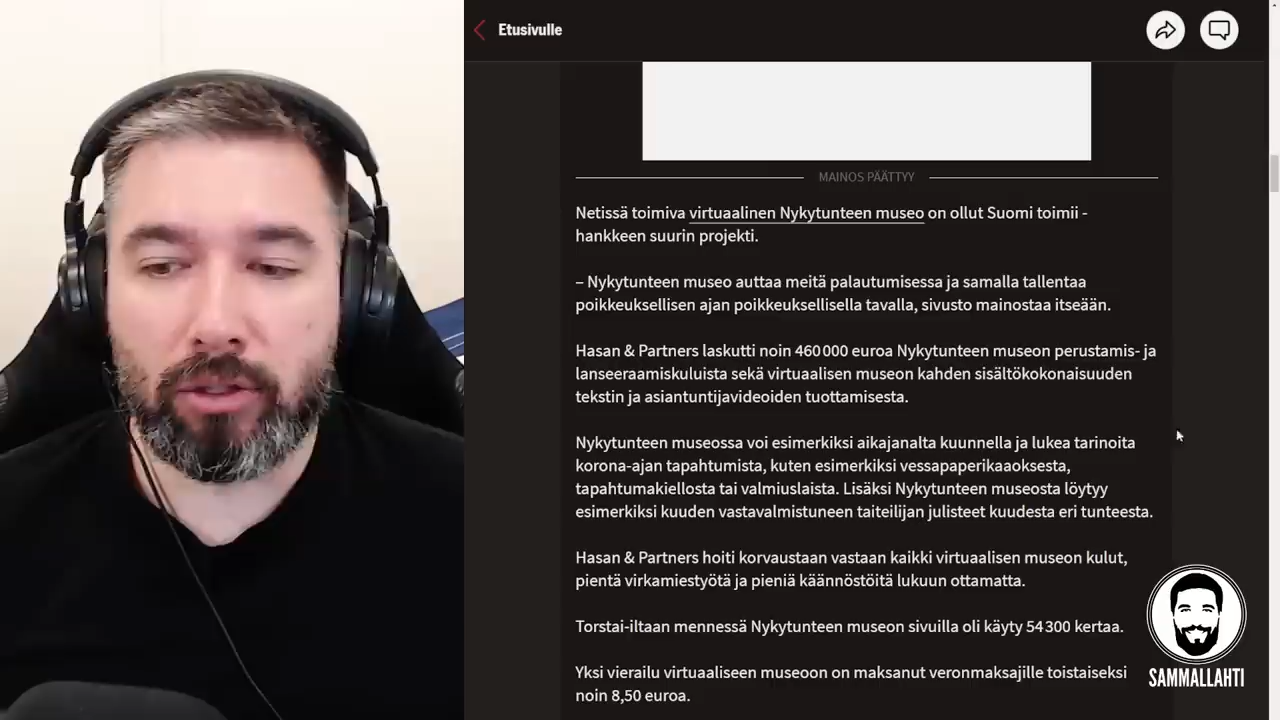 Etusivulle
MAINOS PÄÄTTYY
Netissä toimiva virtuaalinen Nykytunteen museo on ollut Suomi toimii -
hankkeen suurin projekti.
– Nykytunteen museo auttaa meitä palautumisessa ja samalla tallentaa
poikkeuksellisen ajan poikkeuksellisella tavalla, sivusto mainostaa itseään.
Hasan & Partners laskutti noin 460 000 euroa Nykytunteen museon perustamis- ja
lanseeraamiskuluista sekä virtuaalisen museon kahden sisältökokonaisuuden
tekstin ja asiantuntijavideoiden tuottamisesta.
Nykytunteen museossa voi esimerkiksi aikajanalta kuunnella ja lukea tarinoita
korona-ajan tapahtumista, kuten esimerkiksi vessapaperikaaoksesta,
tapahtumakiellosta tai valmiuslaista. Lisäksi Nykytunteen museosta löytyy
esimerkiksi kuuden vastavalmistuneen taiteilijan julisteet kuudesta eri tunteesta.
Hasan & Partners hoiti korvaustaan vastaan kaikki virtuaalisen museon kulut,
pientä virkamiestyötä ja pieniä käännöstöitä lukuun ottamatta.
Torstai-iltaan mennessä Nykytunteen museon sivuilla oli käyty 54 300 kertaa.
Yksi vierailu virtuaaliseen museoon on maksanut veronmaksajille toistaiseksi
noin 8,50 euroa.
SAMMALLAHTI